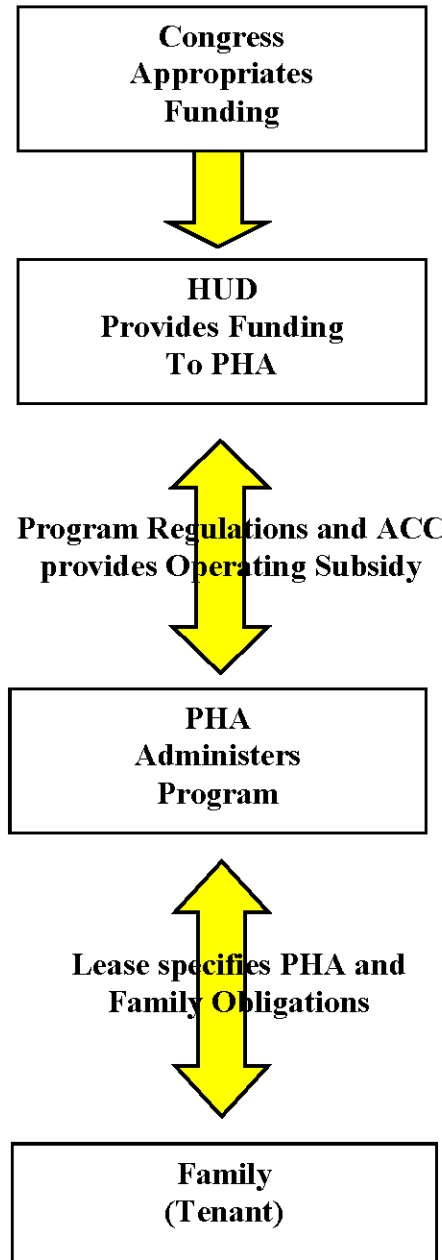 Congress
Appropriates
Funding
HUD
Provides Funding
To PHA
Program Regulations and ACC
provides Operating Subsidy
PHA
Administers
Program
Lease specifies PHA and
Family Obligations
Family
(Tenant)